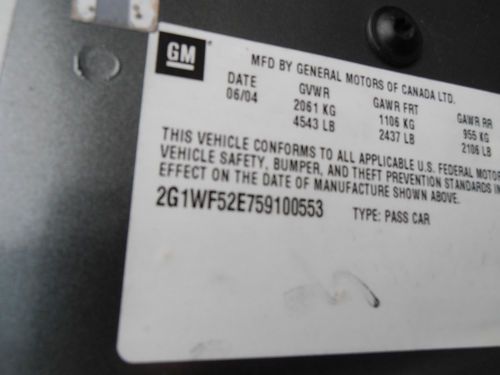 GM
MFD BY GENERAL MOTORS OF CANADA LTD.
DATE GVWR GAWR FRT GAWR RR
06/04 2061 KG 1106 KG 955 KG
4543 LB 2437 LB 2106 LB
THIS VEHICLE CONFORMS TO ALL APPLICABLE U.S. FEDERAL MOTOR
VEHICLE SAFETY, BUMPER, AND THEFT PREVENTION STANDARDS IN
EFFECT ON THE DATE OF MANUFACTURE SHOWN ABOVE.
2G1WF52E759100553 TYPE: PASS CAR